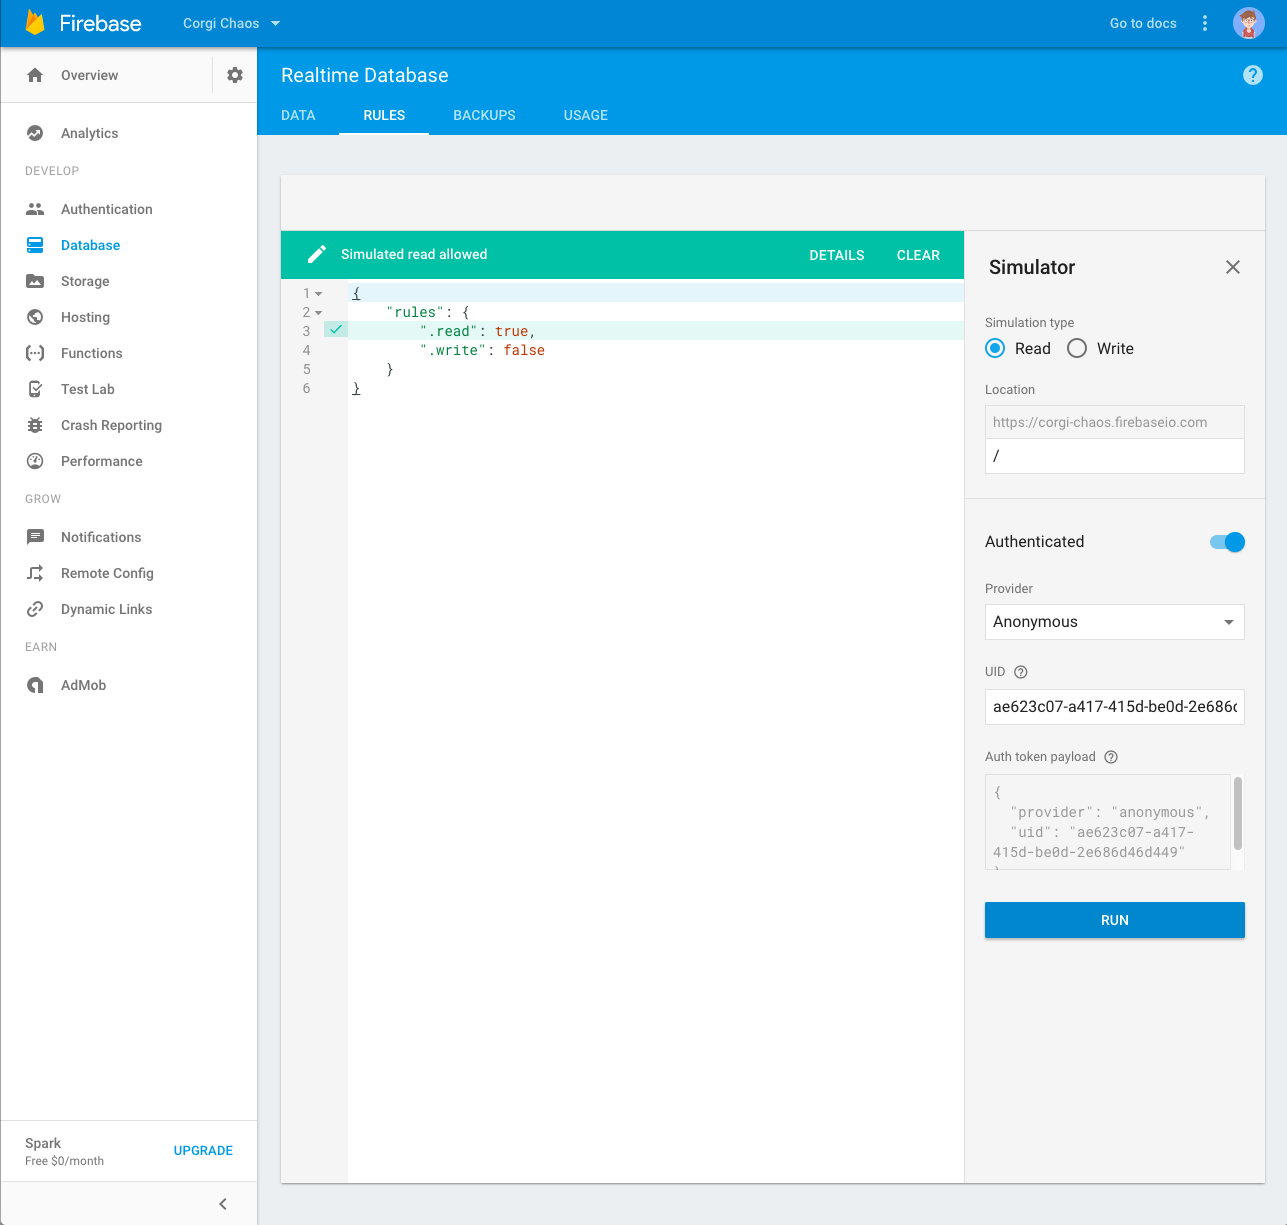 Firebase
Corgi Chaos
Go to docs
Overview
Realtime Database
?
DATA
RULES
BACKUPS
USAGE
Analytics
DEVELOP
Authentication
Database
Storage
Hosting
Functions
Test Lab
Crash Reporting
Performance
GROW
Notifications
Remote Config
Dynamic Links
EARN
AdMob
Spark
Free $0/month
UPGRADE
Simulated read allowed
DETAILS
CLEAR
1 {
2 "rules": {
3 ".read": true,
4 ".write": false
5 }
6 }
Simulator
Simulation type
Read
Write
Location
https://corgi-chaos.firebaseio.com
/
Authenticated
Provider
Anonymous
UID ?
ae623c07-a417-415d-be0d-2e686
Auth token payload ?
{
"provider": "anonymous",
"uid": "ae623c07-a417-
415d-be0d-2e686d46d449"
}
RUN